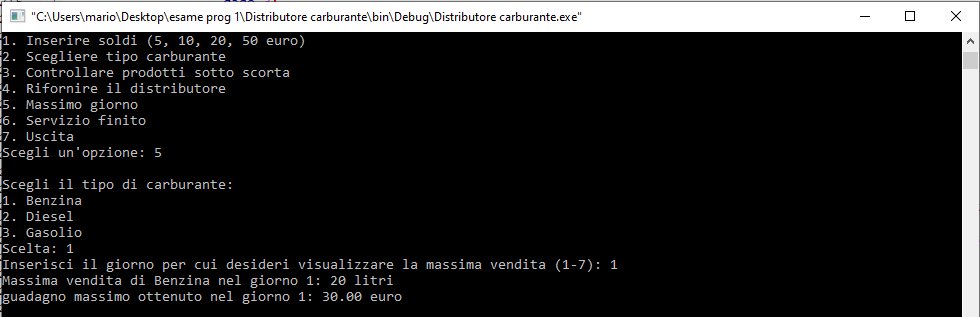 "C:\Users\mario\Desktop\esame prog 1\Distributore carburante\bin\Debug\Distributore carburante.exe"
1. Inserire soldi (5, 10, 20, 50 euro)
2. Scegliere tipo carburante
3. Controllare prodotti sotto scorta
4. Rifornire il distributore
5. Massimo giorno
6. Servizio finito
7. Uscita
Scegli un'opzione: 5
Scegli il tipo di carburante:
1. Benzina
2. Diesel
3. Gasolio
Scelta: 1
Inserisci il giorno per cui desideri visualizzare la massima vendita (1-7): 1
Massima vendita di Benzina nel giorno 1: 20 litri
guadagno massimo ottenuto nel giorno 1: 30.00 euro